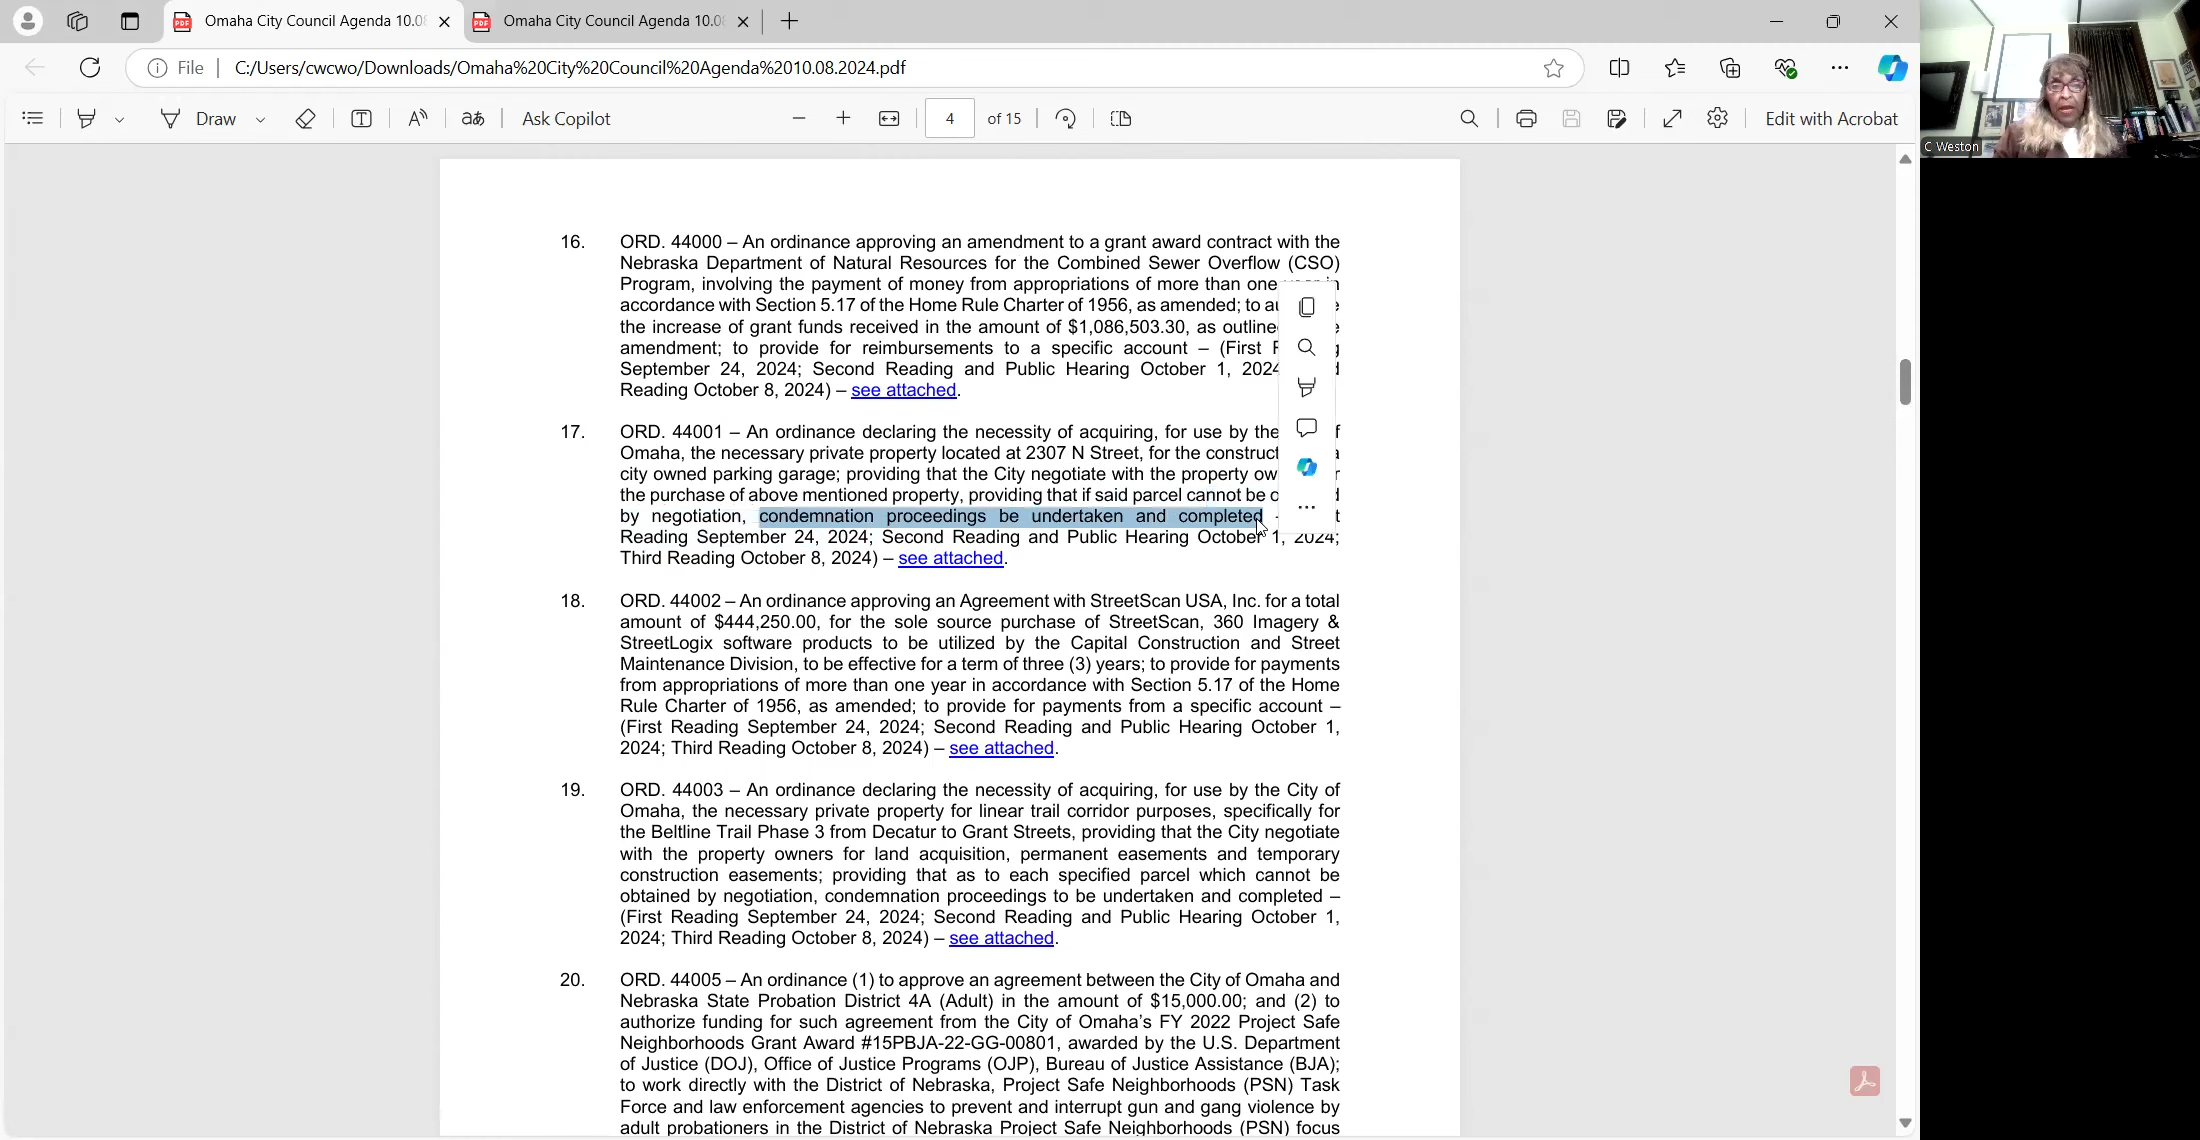 Omaha City Council Agenda 10.0
Omaha City Council Agenda 10.0
File
C:/Users/cwcwo/Downloads/Omaha%20City%20Council%20Agenda%2010.08.2024.pdf
Draw
Ask Copilot
4 of 15
Edit with Acrobat
C Weston
16. ORD. 44000 – An ordinance approving an amendment to a grant award contract with the
Nebraska Department of Natural Resources for the Combined Sewer Overflow (CSO)
Program, involving the payment of money from appropriations of more than one
accordance with Section 5.17 of the Home Rule Charter of 1956, as amended; to
the increase of grant funds received in the amount of $1,086,503.30, as
amendment; to provide for reimbursements to a specific account – (First
September 24, 2024; Second Reading and Public Hearing October 1,
Reading October 8, 2024) – see attached.
17. ORD. 44001 – An ordinance declaring the necessity of acquiring, for use by the
Omaha, the necessary private property located at 2307 N Street, for the
city owned parking garage; providing that the City negotiate with the property
the purchase of above mentioned property, providing that if said parcel cannot be
by negotiation, condemnation proceedings be undertaken and completed -
Reading September 24, 2024; Second Reading and Public Hearing October 1, 2024;
Third Reading October 8, 2024) – see attached.
18. ORD. 44002 – An ordinance approving an Agreement with StreetScan USA, Inc. for a total
amount of $444,250.00, for the sole source purchase of StreetScan, 360 Imagery &
StreetLogix software products to be utilized by the Capital Construction and Street
Maintenance Division, to be effective for a term of three (3) years; to provide for payments
from appropriations of more than one year in accordance with Section 5.17 of the Home
Rule Charter of 1956, as amended; to provide for payments from a specific account –
(First Reading September 24, 2024; Second Reading and Public Hearing October 1,
2024; Third Reading October 8, 2024) – see attached.
19. ORD. 44003 – An ordinance declaring the necessity of acquiring, for use by the City of
Omaha, the necessary private property for linear trail corridor purposes, specifically for
the Beltline Trail Phase 3 from Decatur to Grant Streets, providing that the City negotiate
with the property owners for land acquisition, permanent easements and temporary
construction easements; providing that as to each specified parcel which cannot be
obtained by negotiation, condemnation proceedings to be undertaken and completed –
(First Reading September 24, 2024; Second Reading and Public Hearing October 1,
2024; Third Reading October 8, 2024) – see attached.
20. ORD. 44005 – An ordinance (1) to approve an agreement between the City of Omaha and
Nebraska State Probation District 4A (Adult) in the amount of $15,000.00; and (2) to
authorize funding for such agreement from the City of Omaha's FY 2022 Project Safe
Neighborhoods Grant Award #15PBJA-22-GG-00801, awarded by the U.S. Department
of Justice (DOJ), Office of Justice Programs (OJP), Bureau of Justice Assistance (BJA);
to work directly with the District of Nebraska, Project Safe Neighborhoods (PSN) Task
Force and law enforcement agencies to prevent and interrupt gun and gang violence by
adult probationers in the District of Nebraska Project Safe Neighborhoods (PSN) focus